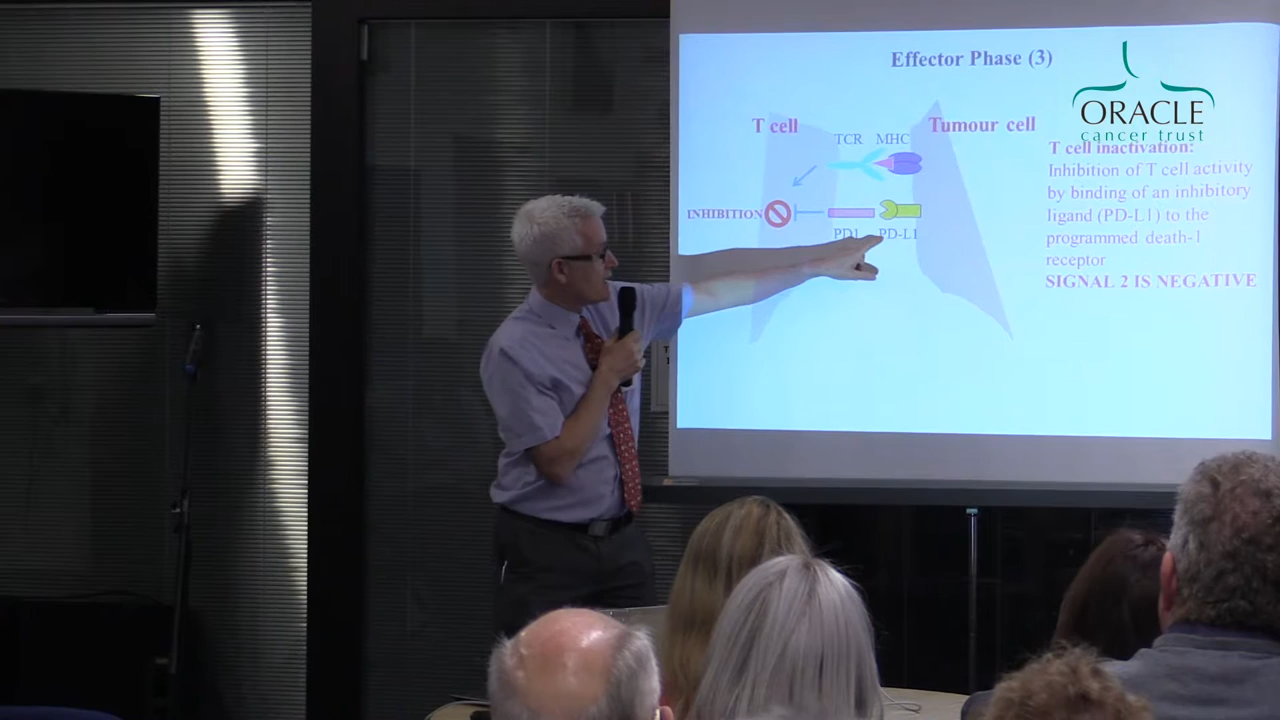 Effector Phase (3)
ORACLE
cancer trust
T cell
Tumour cell
TCR
MHC
INHIBITION
PD1
PD-L1
T cell inactivation:
Inhibition of T cell activity
by binding of an inhibitory
ligand (PD-L1) to the
programmed death-1
receptor
SIGNAL 2 IS NEGATIVE